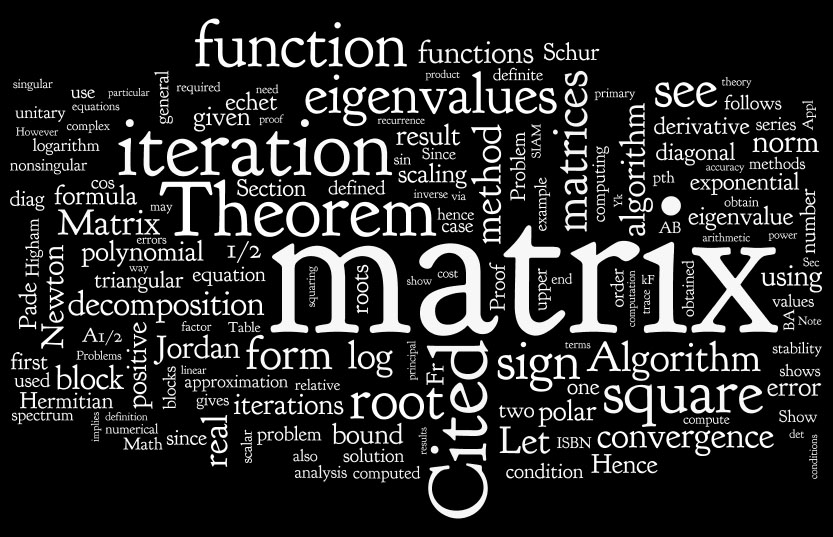 function
functions
Schur
singular
use
particular
general
required
need
product
definite
theory
equations
unitary
echet
eigenvalues
matrices
primary
see
follows
However
complex
given
proof
recurrence
logarithm
iteration
result
method
Problem
SIAM
algorithm
derivative
series
Appl
nonsingular
sin
Since
scaling
computing
diagonal
norm
accuracy
methods
diag
formula
cos
Section
defined
inverse
via
example
Yk
pth
exponential
Matrix
may
Theorem
hence
case
AB
obtain
eigenvalue
number
Higham
errors
polynomial
1/2
matrix
arithmetic
power
Pade
Newton
way
triangular
equation
squaring
roots
show
cost
Proof
upper
end
order
computation
trace
kF
obtained
Sec
using
decomposition
values
A1/2
factor
Table
BA
Note
first
Problems
positive
Jordan
form
log
principal
Cited
Fr
sign
terms
Algorithm
stability
used
block
blocks
linear
approximation
relative
one
square
shows
error
Hermitian
gives
iterations
root
two
polar
compute
Show
spectrum
implies
definition
numerical
Math
since
real
scalar
problem
bound
results
Let
ISBN
convergence
det
conditions
also
solution
analysis
computed
condition
Hence